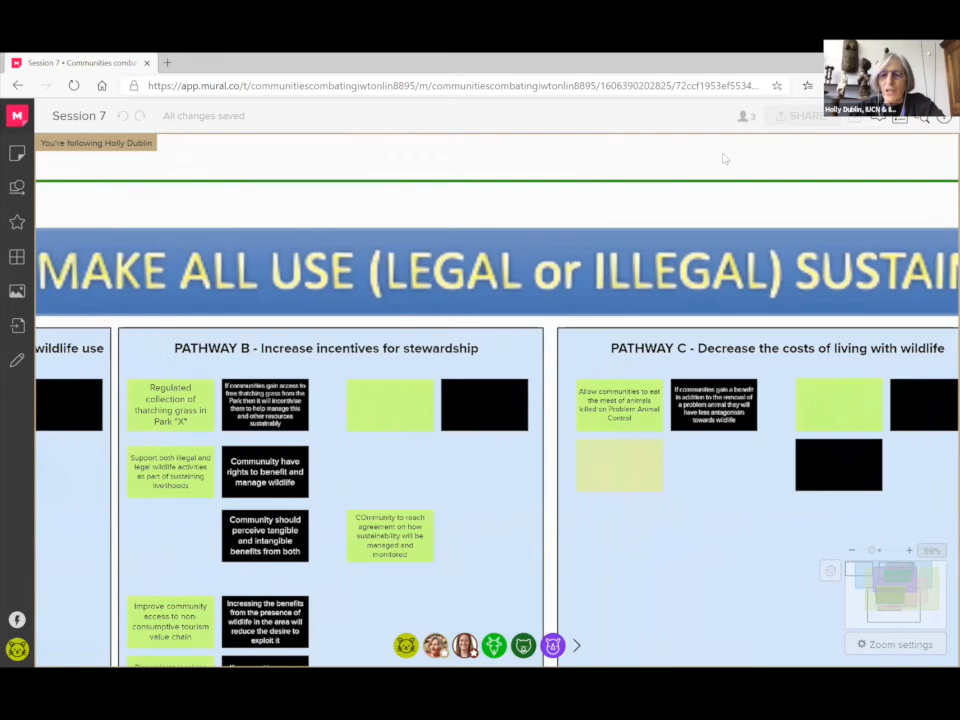 Session 7 • Communities comba
https://app.mural.co/t/communitiescombatingiwtonlin8895/m/communitiescombatingiwtonlin8895/1606390202825/72ccf1953ef5534...
Holly Dublin, IUCN &
Session 7
All changes saved
3
SHARE
You're following Holly Dublin
MAKE ALL USE (LEGAL or ILLEGAL) SUSTAI
wildlife use
PATHWAY B - Increase incentives for stewardship
PATHWAY C - Decrease the costs of living with wildlife
Regulated
collection of
thatching grass in
Park "X"
If communities gain access to
free thatching grass from the
Park then it will incentivise
them to help manage this
and other resources
sustainably
Allow communities to eat
the meat of animals
killed on Problem Animal
Control
If communities gain a benefit
in addition to the removal of
a problem animal they will
have less antagonism
towards wildlife
Support both illegal and
legal wildlife activities
as part of sustaining
livelihoods
Communuity have
rights to benefit and
manage wildlife
Community should
perceive tangible
and intangible
benefits from both
COmmunity to reach
agreement on how
sustainability will be
managed and
monitored
Improve community
access to non-
consumptive tourism
value chain
Increasing the benefits
from the presence of
wildlife in the area will
reduce the desire to
exploit it
59%
Zoom settings